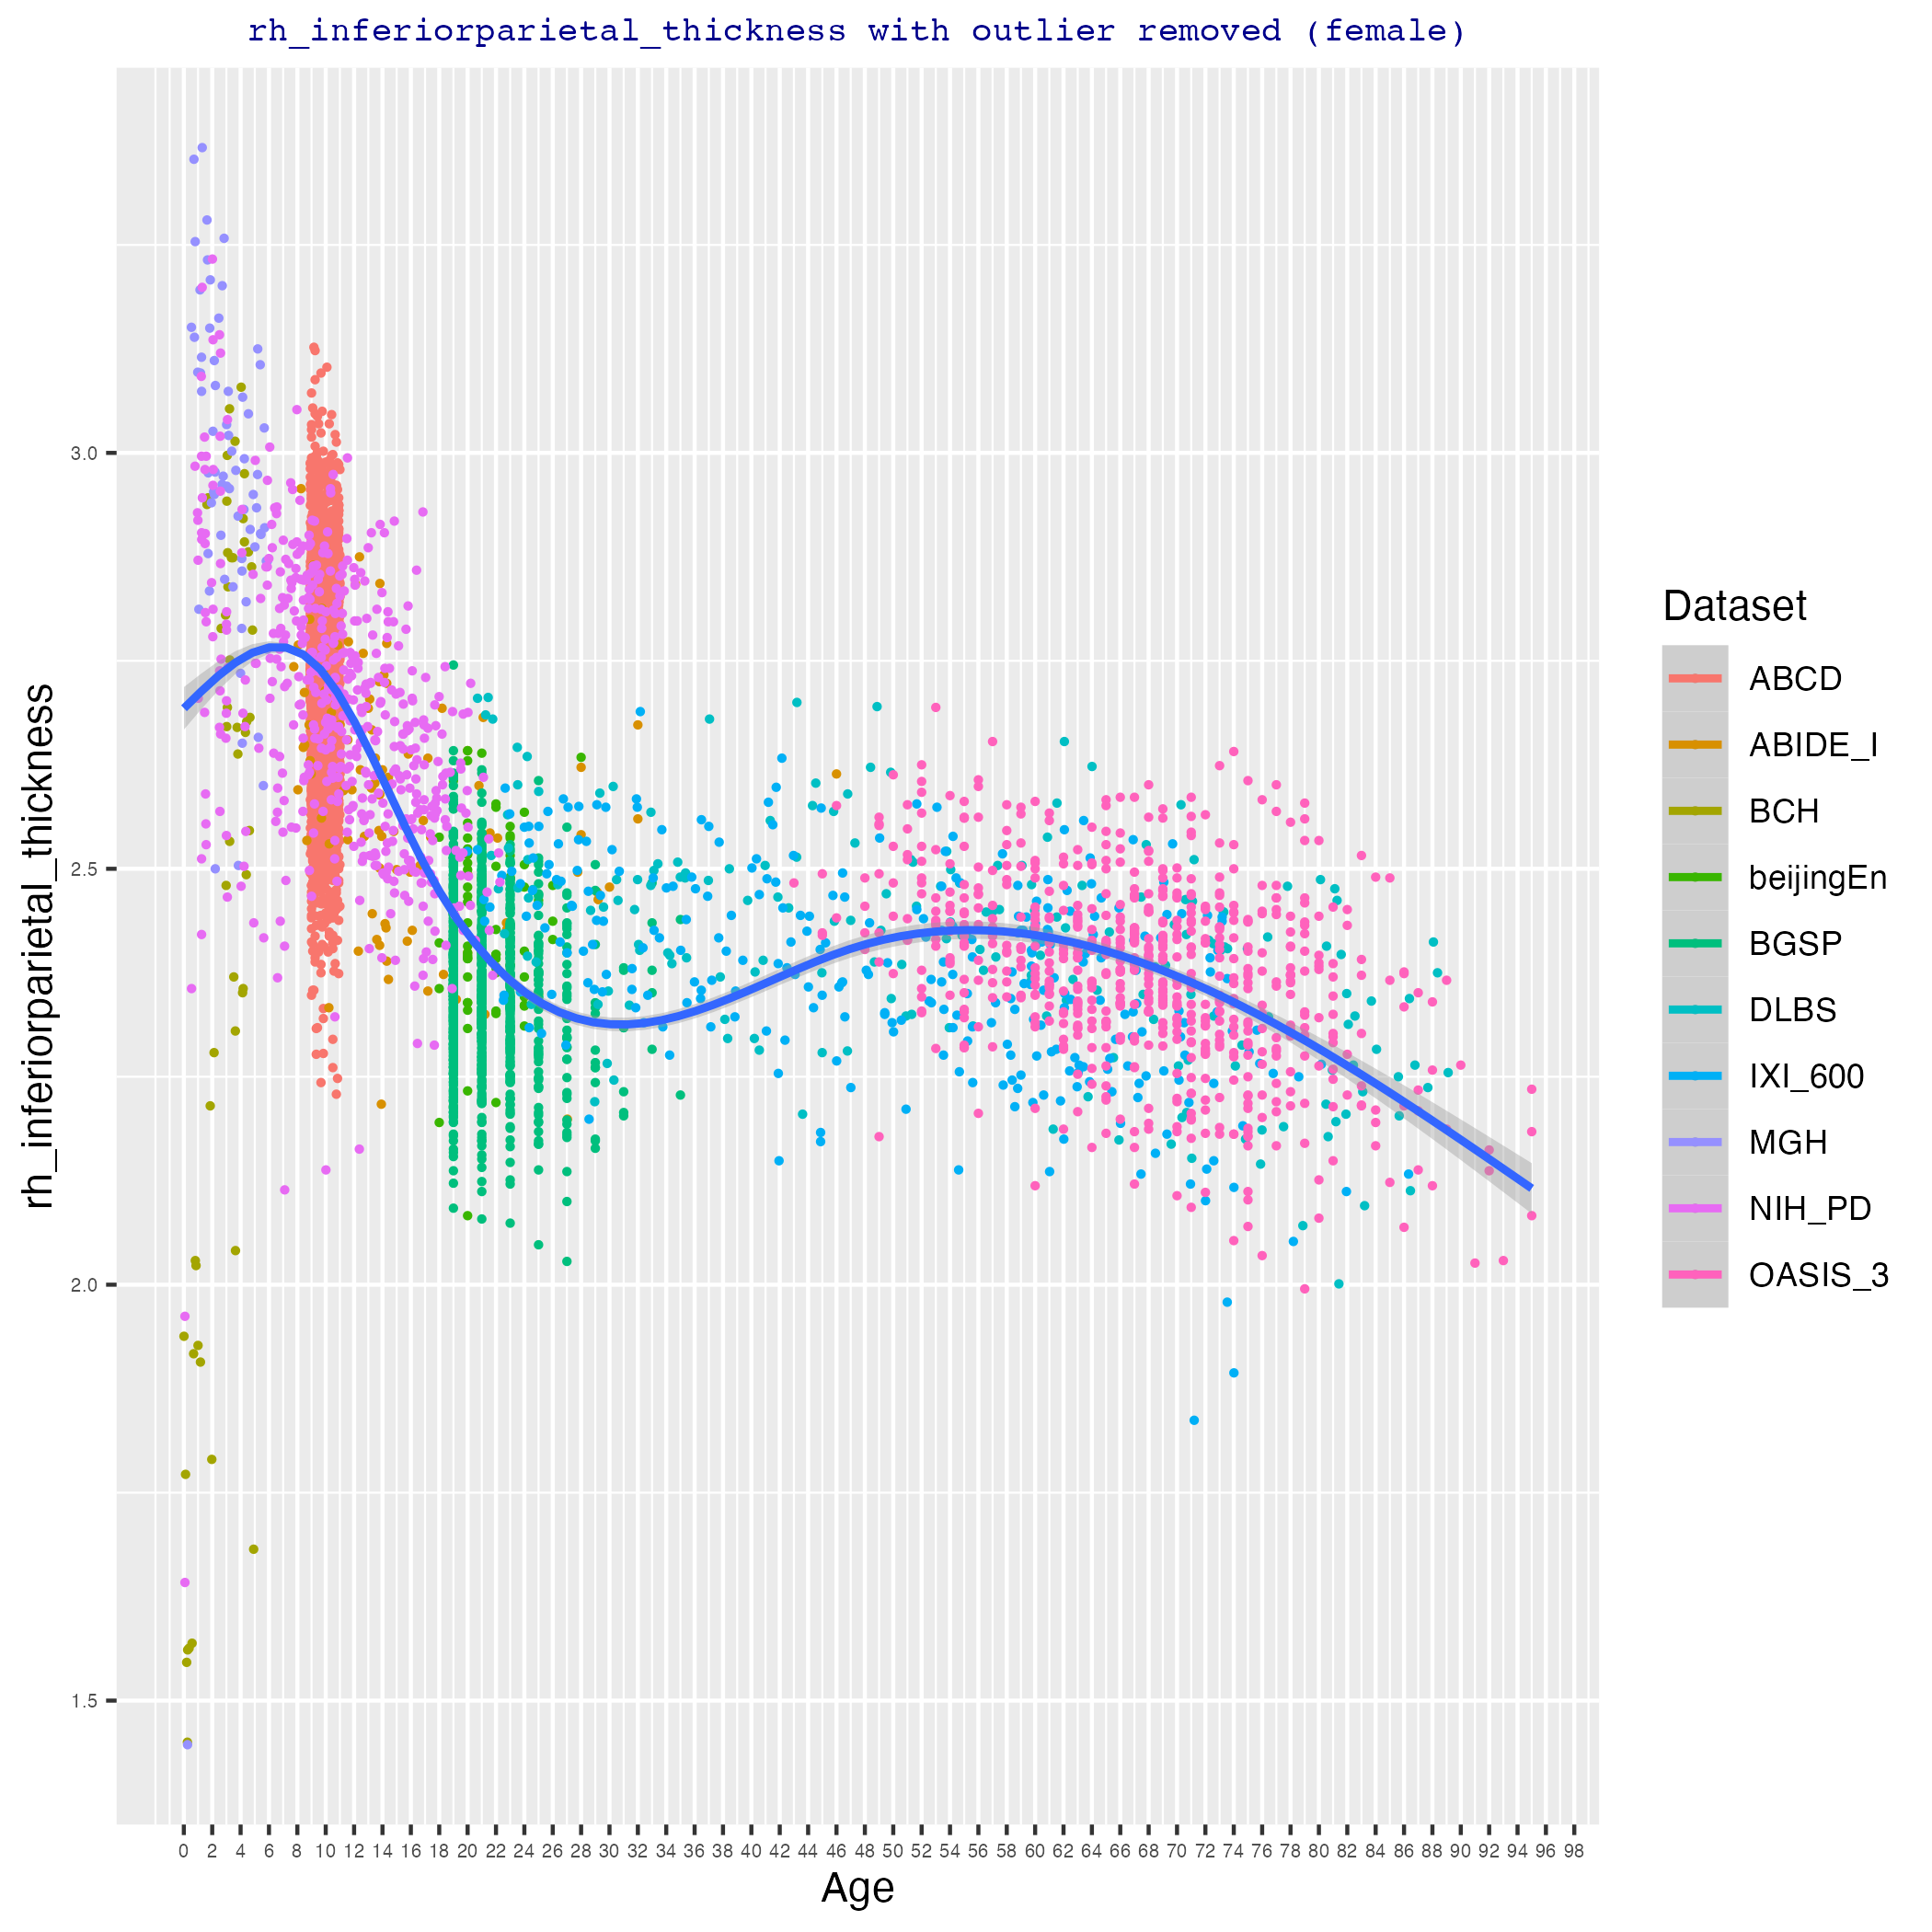 rh_inferiorparietal_thickness with outlier removed (female)
rh_inferiorparietal_thickness
3.0
2.5
2.0
1.5
0 2 4 6 8 10 12 14 16 18 20 22 24 26 28 30 32 34 36 38 40 42 44 46 48 50 52 54 56 58 60 62 64 66 68 70 72 74 76 78 80 82 84 86 88 90 92 94 96 98
Age
Dataset
ABCD
ABIDE_I
BCH
beijingEn
BGSP
DLBS
IXI_600
MGH
NIH_PD
OASIS_3